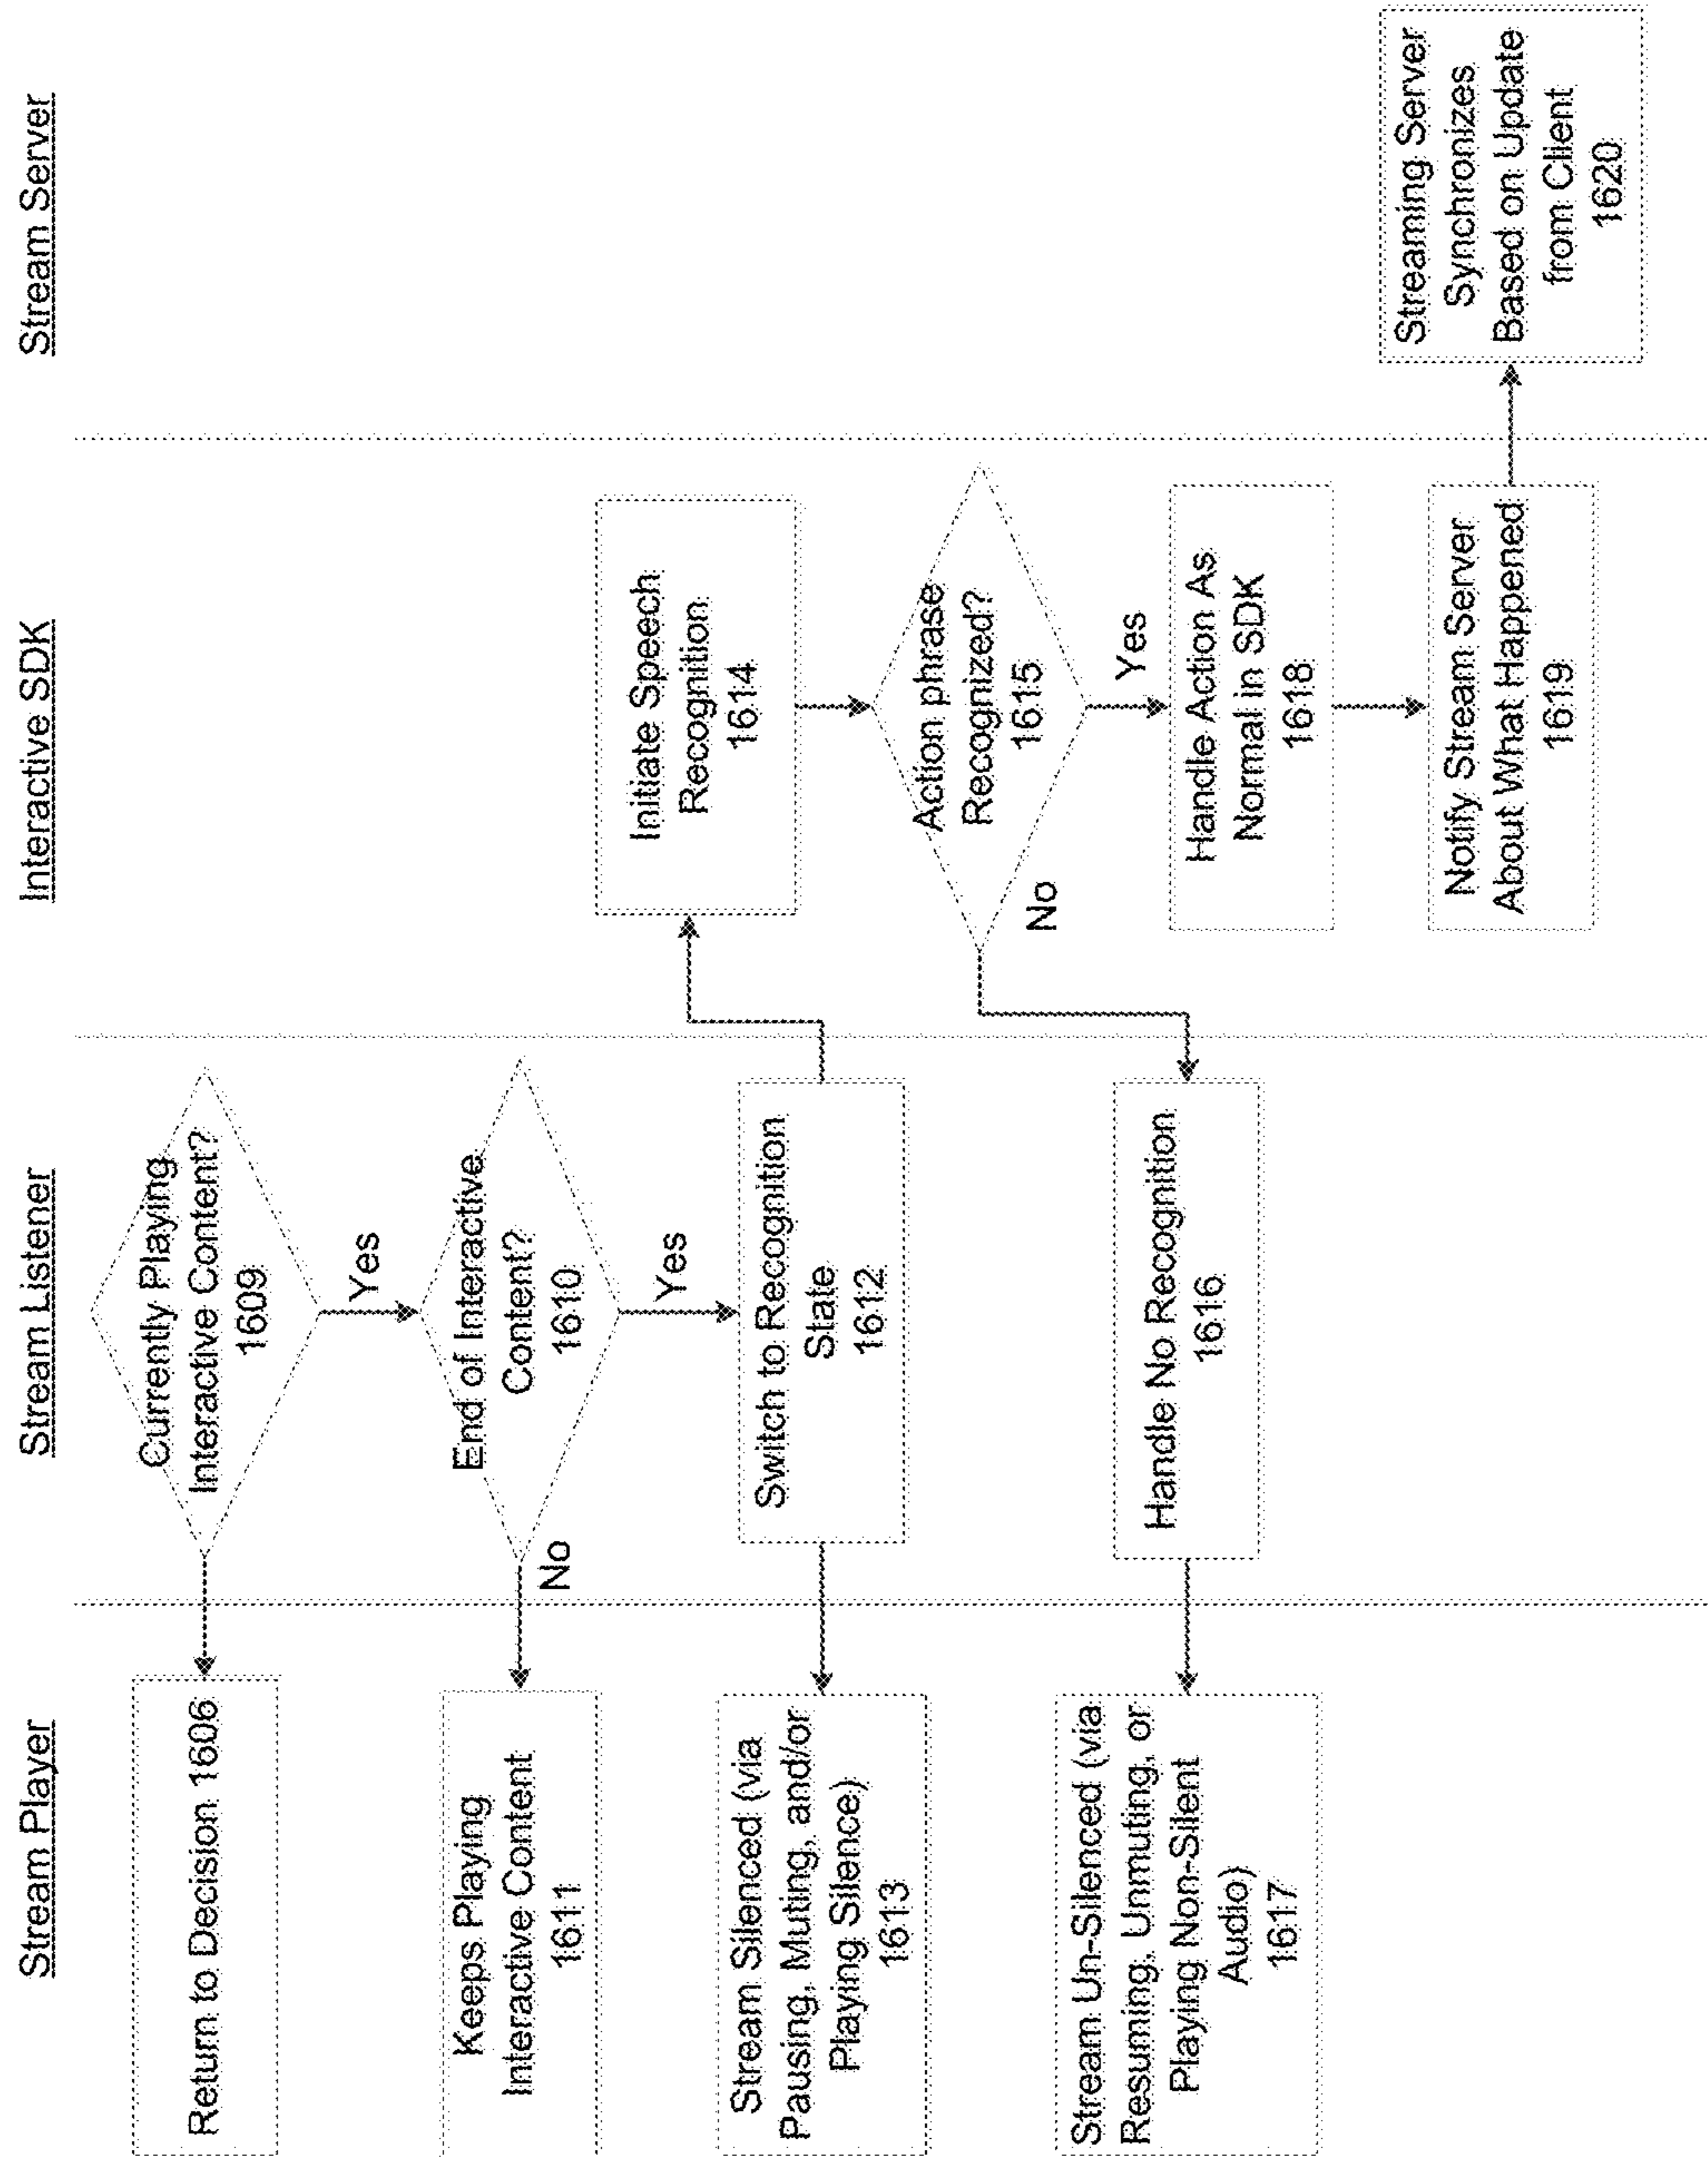 Stream Player
Stream Listener
Interactive SDK
Stream Server
Return to Decision 1606
Currently Playing
Interactive Content?
1609
Yes
Keeps Playing
Interactive Content
1611
No
End of Interactive
Content?
1610
Yes
Stream Silenced (via
Pausing, Muting, and/or
Playing Silence)
1613
Switch to Recognition
State
1612
Initiate Speech
Recognition
1614
Action phrase
Recognized?
1615
No
Yes
Stream Un-Silenced (via
Resuming, Unmuting, or
Playing Non-Silent
Audio)
1617
Handle No Recognition
1616
Handle Action As
Normal in SDK
1618
Notify Stream Server
About What Happened
1619
Streaming Server
Synchronizes
Based on Update
from Client
1620